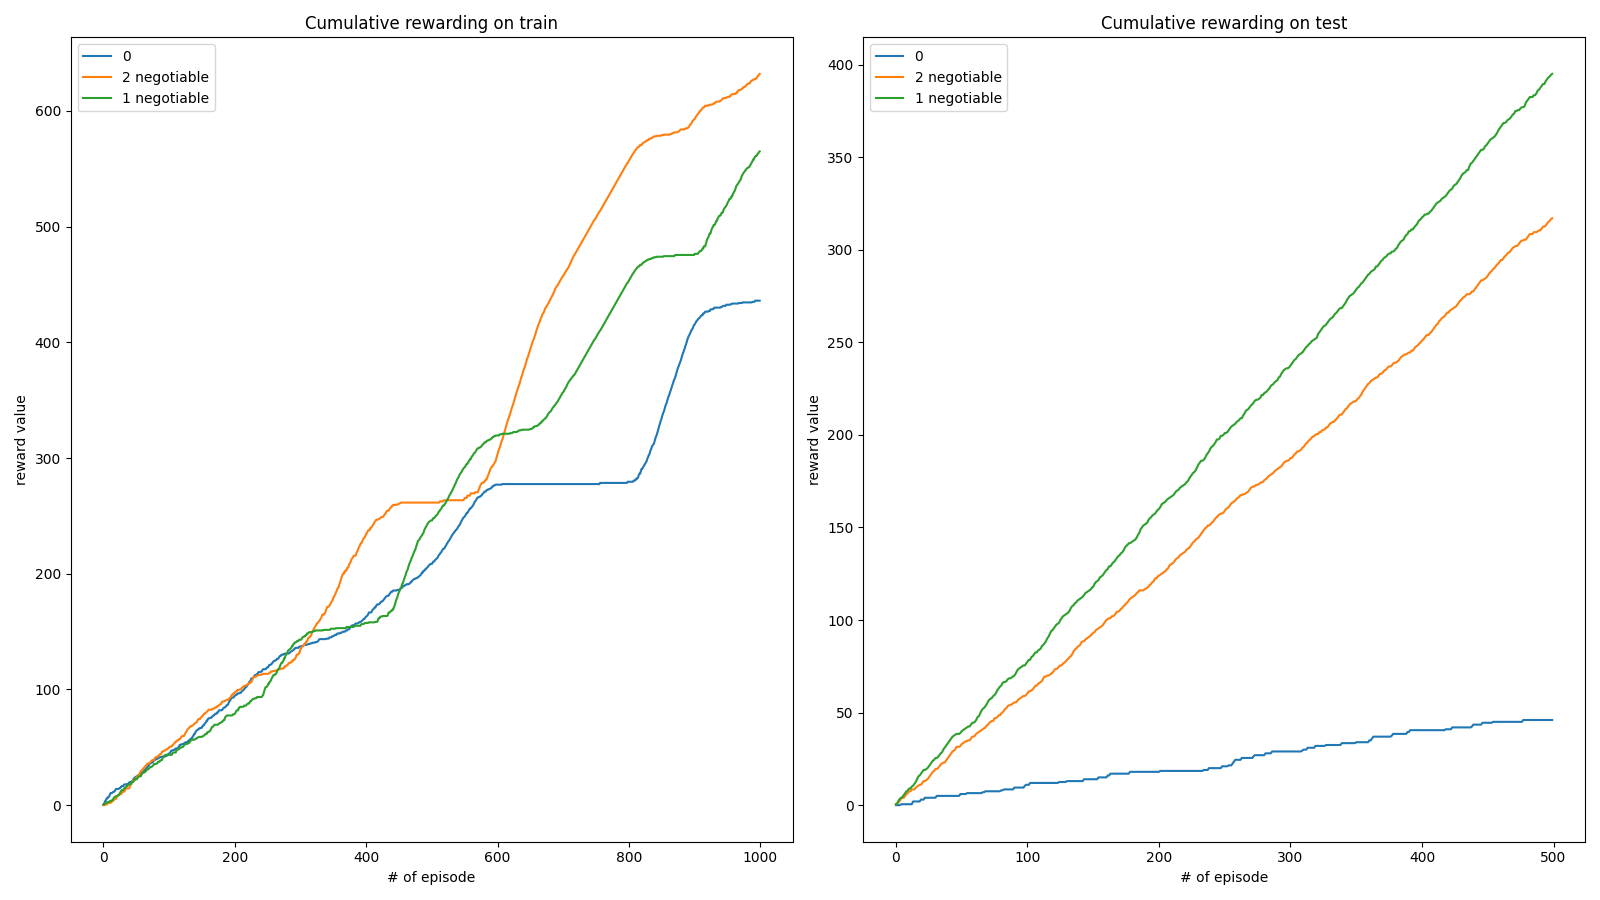 Cumulative rewarding on train
0
2 negotiable
1 negotiable
600
500
400
300
200
100
0
reward value
0 200 400 600 800 1000
# of episode
Cumulative rewarding on test
0
2 negotiable
1 negotiable
400
350
300
250
200
150
100
50
0
reward value
0 100 200 300 400 500
# of episode